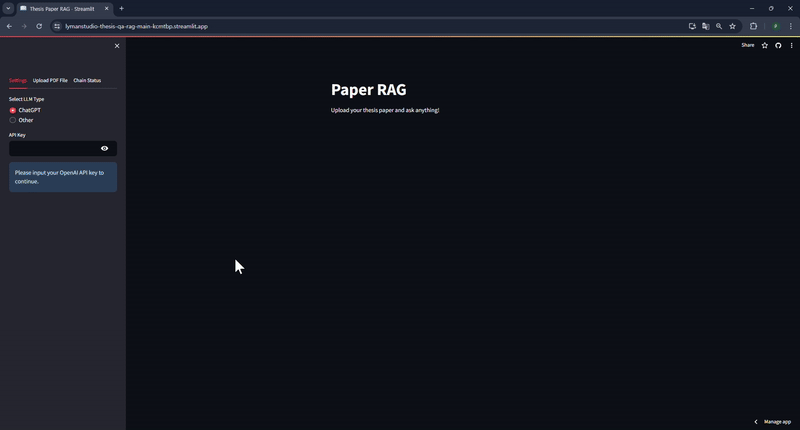 Thesis Paper RAG · Streamlit
lymanstudio-thesis-qa-rag-main-kcmtbp.streamlit.app
Share
Settings Upload PDF File Chain Status
Select LLM Type
ChatGPT
Other
API Key
Please input your OpenAI API key to
continue.
Paper RAG
Upload your thesis paper and ask anything!
Manage app